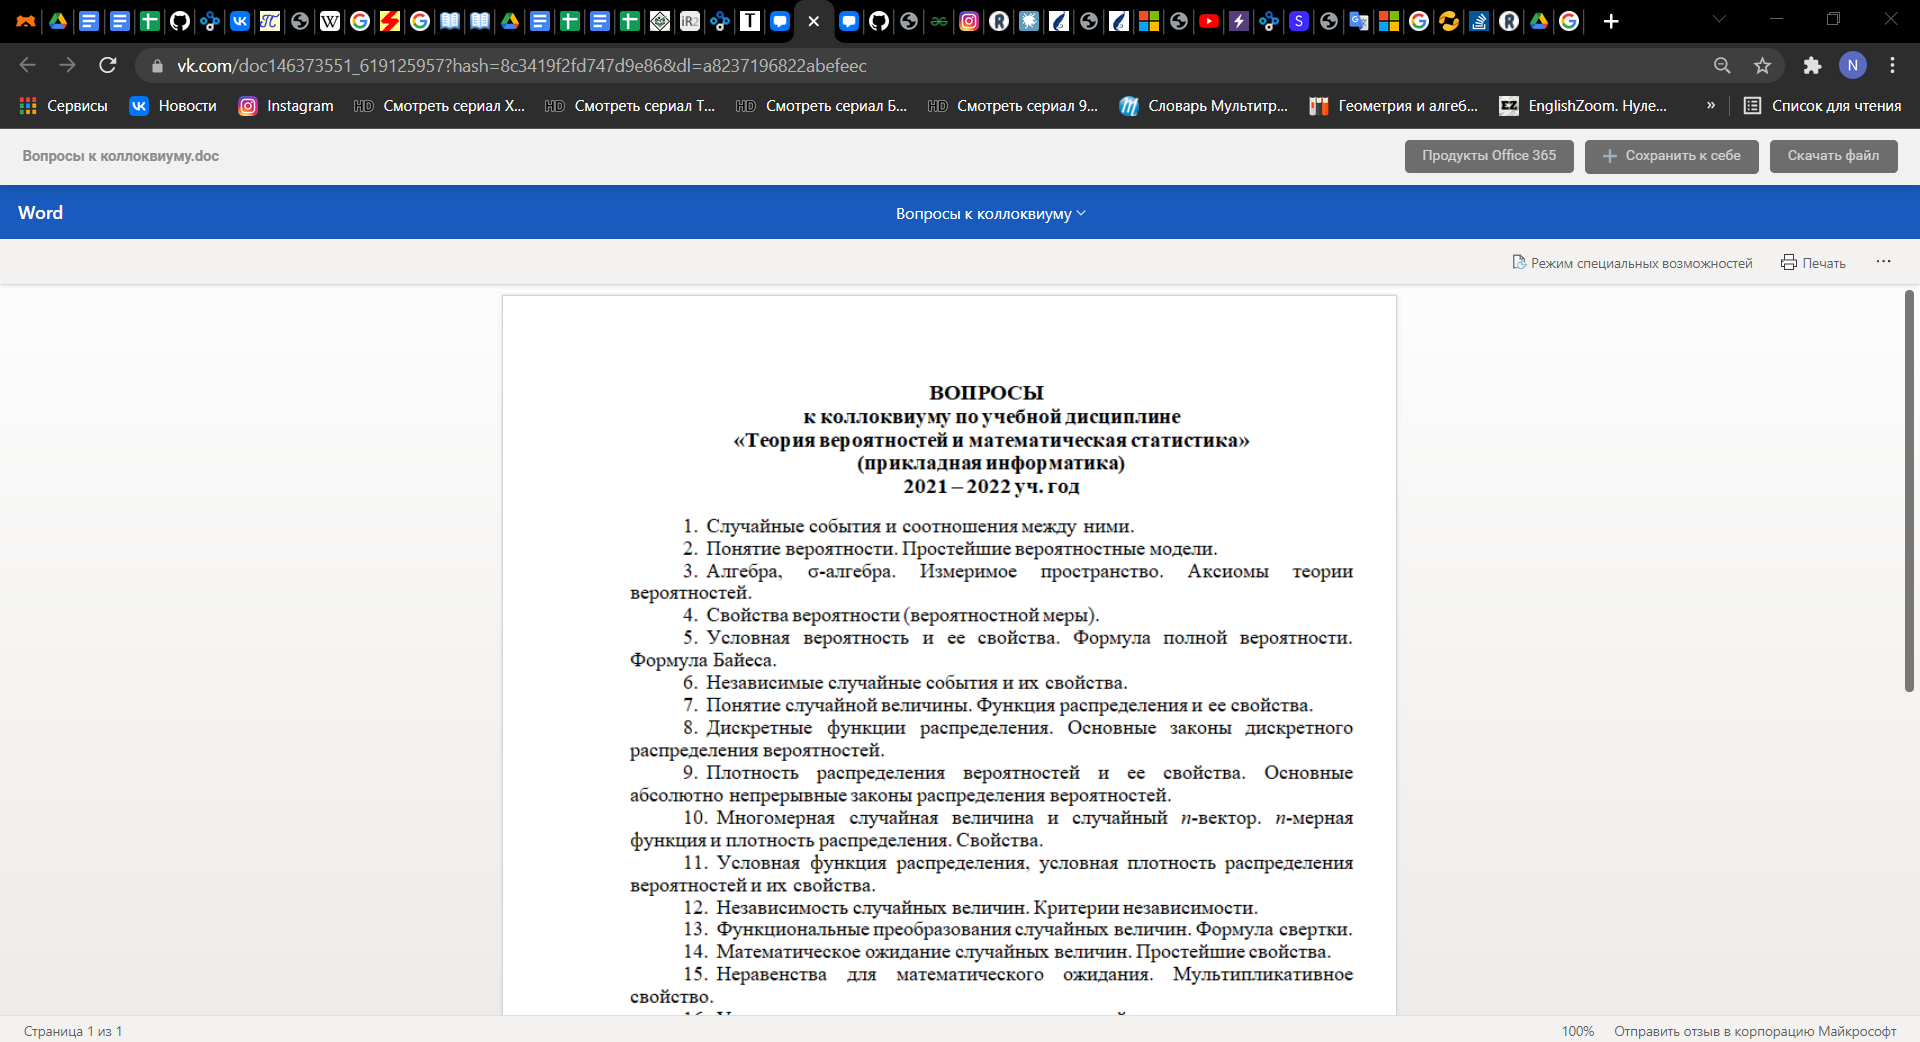 vk.com/doc146373551_619125957?hash=8c3419f2fd747d9e86&dl=a8237196822abefeec
N
Сервисы Новости Instagram HD Смотреть сериал Х... HD Смотреть сериал Т... HD Смотреть сериал Б... HD Смотреть сериал 9... Словарь Мультитр... Геометрия и алгеб... EZ EnglishZoom. Нуле... » Список для чтения
Вопросы к коллоквиуму.doc
Продукты Office 365 Сохранить к себе Скачать файл
Word Вопросы к коллоквиуму
Режим специальных возможностей Печать ...
ВОПРОСЫ
к коллоквиуму по учебной дисциплине
«Теория вероятностей и математическая статистика»
(прикладная информатика)
2021 – 2022 уч. год
1. Случайные события и соотношения между ними.
2. Понятие вероятности. Простейшие вероятностные модели.
3. Алгебра, σ-алгебра. Измеримое пространство. Аксиомы теории
вероятностей.
4. Свойства вероятности (вероятностной меры).
5. Условная вероятность и ее свойства. Формула полной вероятности.
Формула Байеса.
6. Независимые случайные события и их свойства.
7. Понятие случайной величины. Функция распределения и ее свойства.
8. Дискретные функции распределения. Основные законы дискретного
распределения вероятностей.
9. Плотность распределения вероятностей и ее свойства. Основные
абсолютно непрерывные законы распределения вероятностей.
10. Многомерная случайная величина и случайный n-вектор. n-мерная
функция и плотность распределения. Свойства.
11. Условная функция распределения, условная плотность распределения
вероятностей и их свойства.
12. Независимость случайных величин. Критерии независимости.
13. Функциональные преобразования случайных величин. Формула свертки.
14. Математическое ожидание случайных величин. Простейшие свойства.
15. Неравенства для математического ожидания. Мультипликативное
свойство.
Страница 1 из 1
100% Отправить отзыв в корпорацию Майкрософт